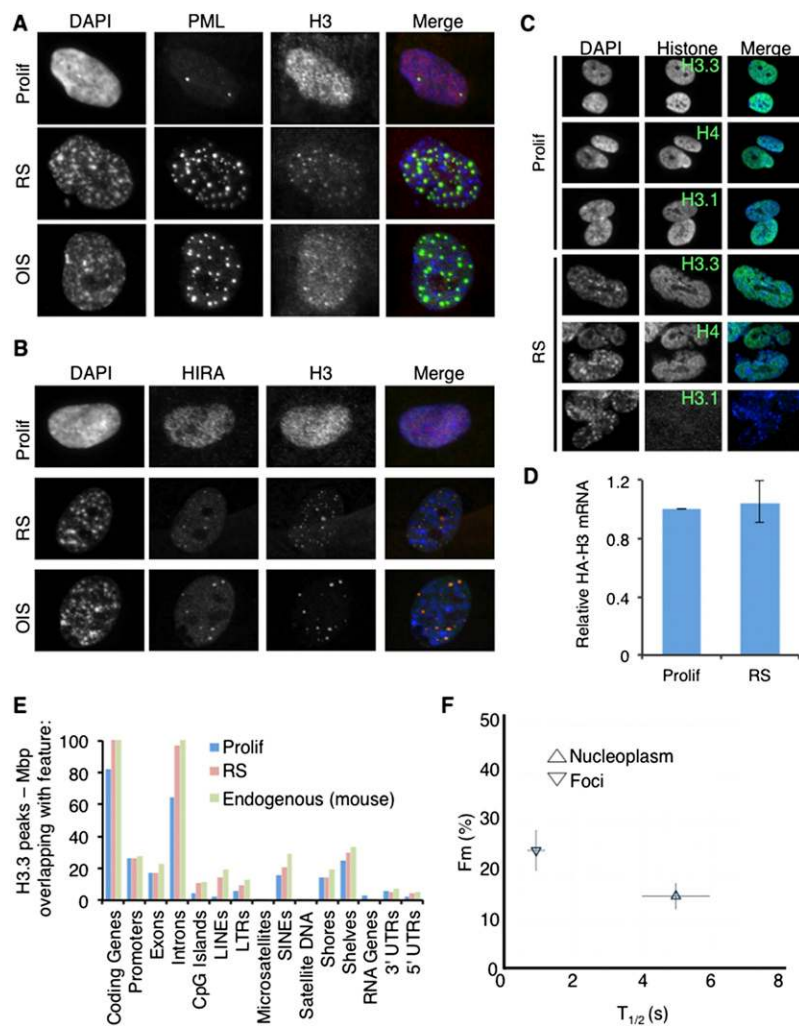 A
DAPI PML H3 Merge
Prolif
RS
OIS
B
DAPI HIRA H3 Merge
Prolif
RS
OIS
C
DAPI Histone Merge
Prolif
H3.3
H4
H3.1
RS
H3.3
H4
H3.1
D
Relative HA-H3 mRNA
1.2
0.8
0.4
0
Prolif RS
E
H3.3 peaks – Mbp
overlapping with feature:
100
80
60
40
20
0
Prolif
RS
Endogenous (mouse)
Coding Genes
Promoters
Exons
Introns
CpG Islands
LINEs
LTRs
Microsatellites
SINEs
Satellite DNA
Shores
Shelves
RNA Genes
3' UTRs
5' UTRs
F
Fm (%)
50
40
30
20
10
0
Nucleoplasm
Foci
2 4 6 8
T1/2 (s)